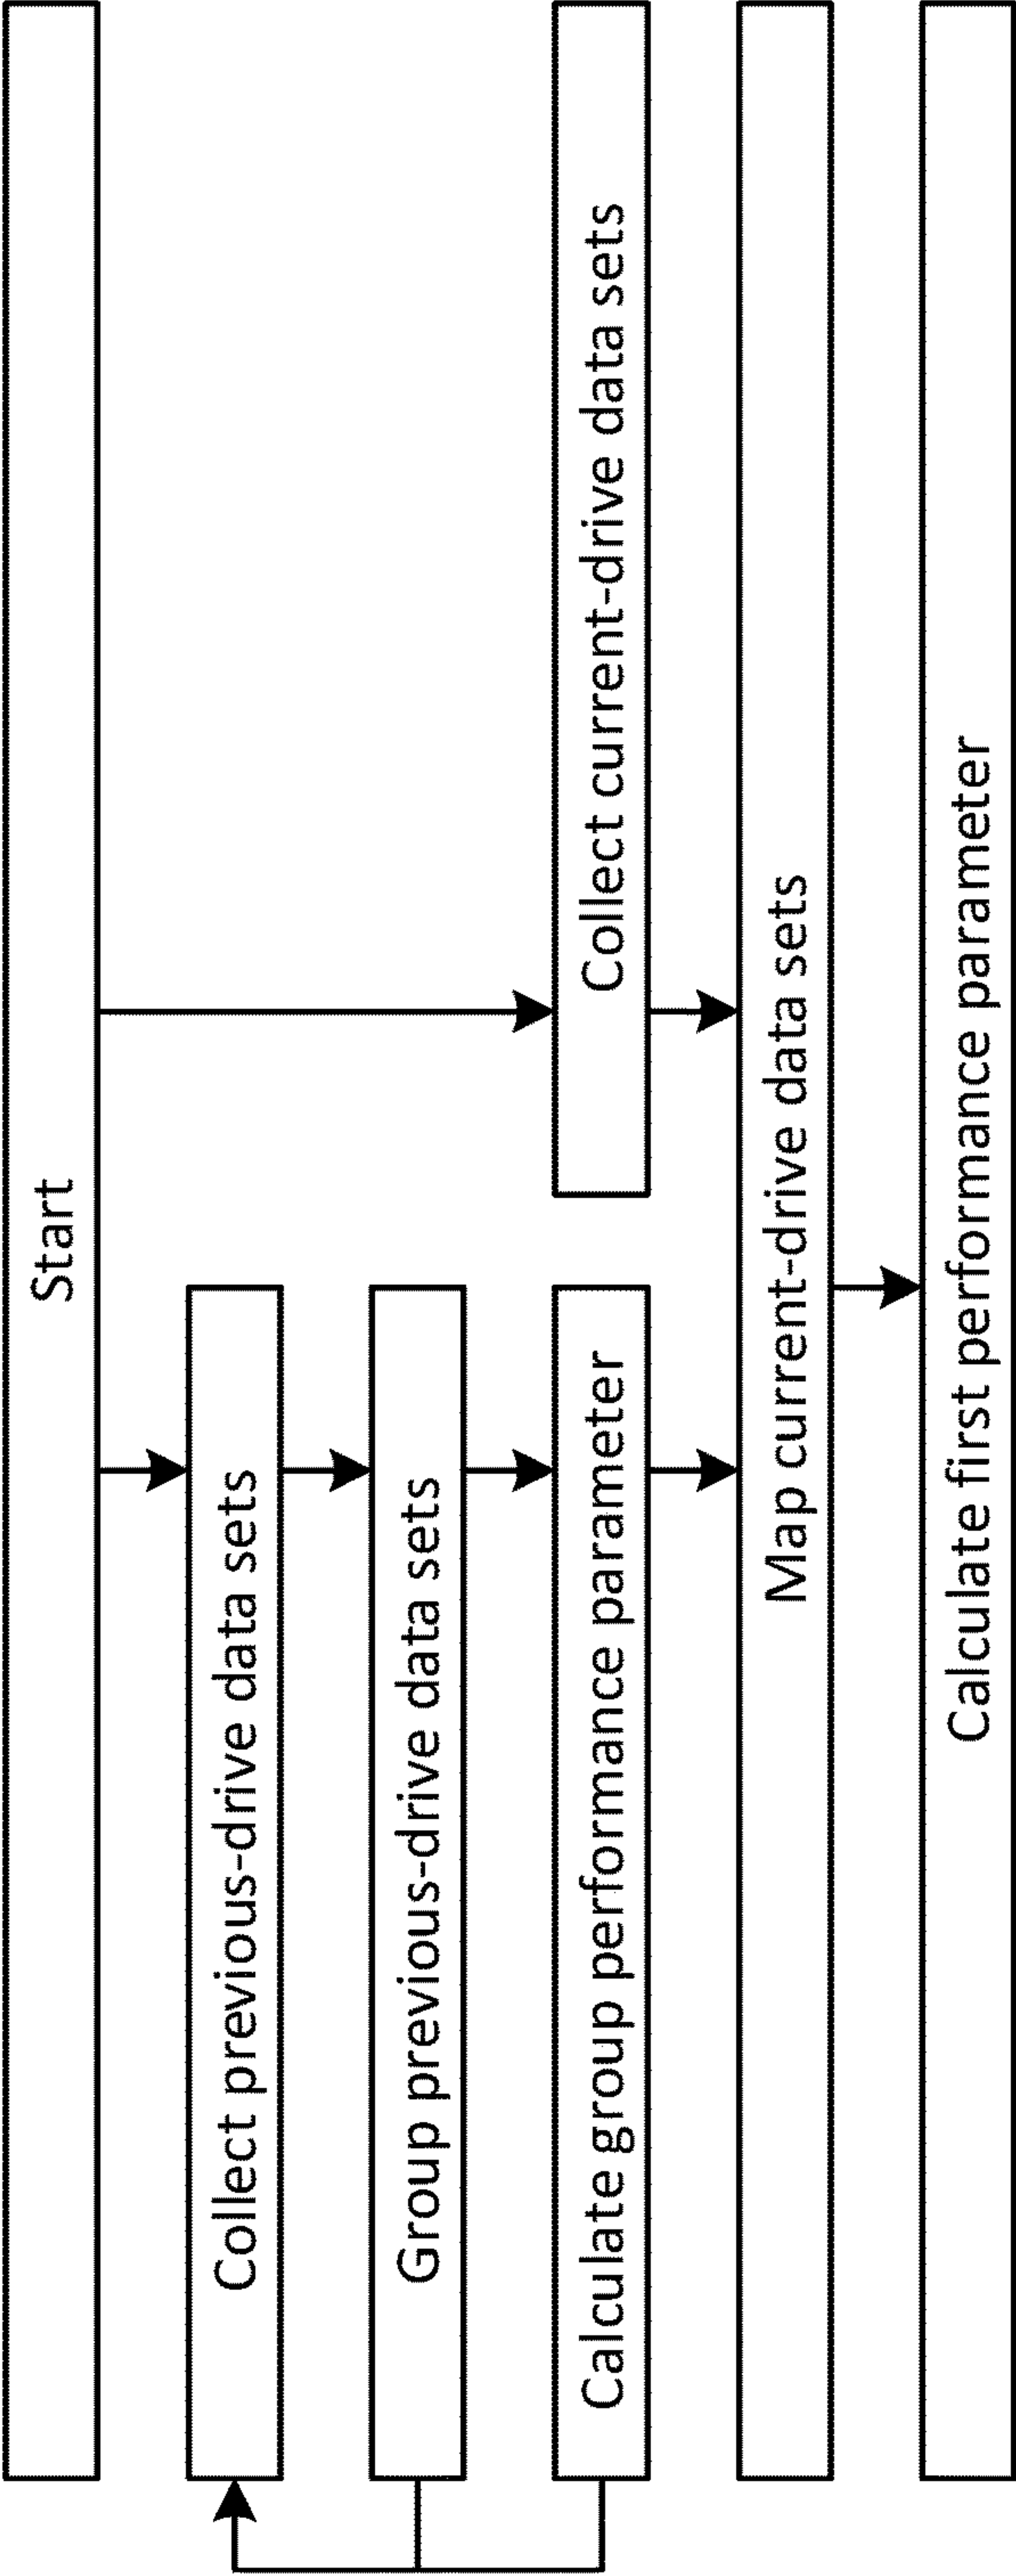 Start
Collect previous-drive data sets
Group previous-drive data sets
Calculate group performance parameter
Collect current-drive data sets
Map current-drive data sets
Calculate first performance parameter